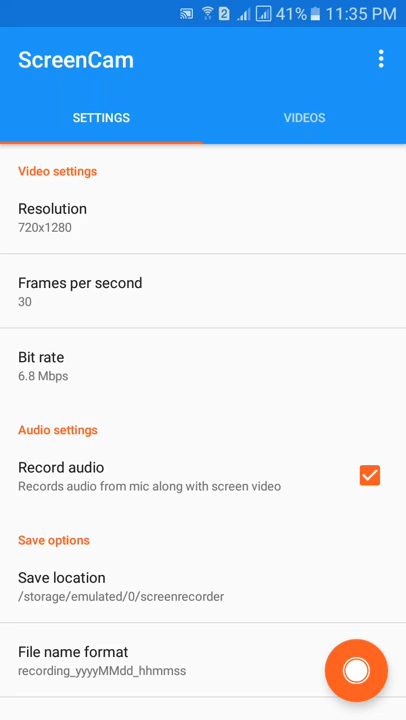 2 41% 11:35 PM
ScreenCam
SETTINGS VIDEOS
Video settings
Resolution
720x1280
Frames per second
30
Bit rate
6.8 Mbps
Audio settings
Record audio
Records audio from mic along with screen video
Save options
Save location
/storage/emulated/0/screenrecorder
File name format
recording_yyyyMMdd_hhmmss